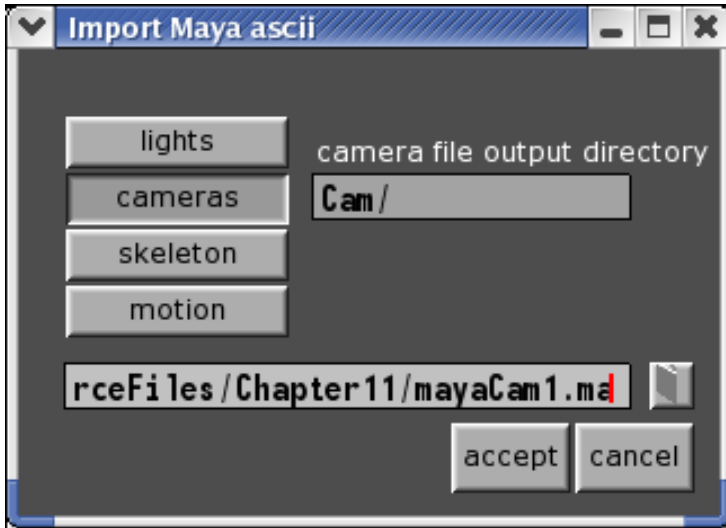 Import Maya ascii
lights
camera file output directory
cameras
Cam/
skeleton
motion
rceFiles/Chapter11/mayaCam1.ma
accept
cancel